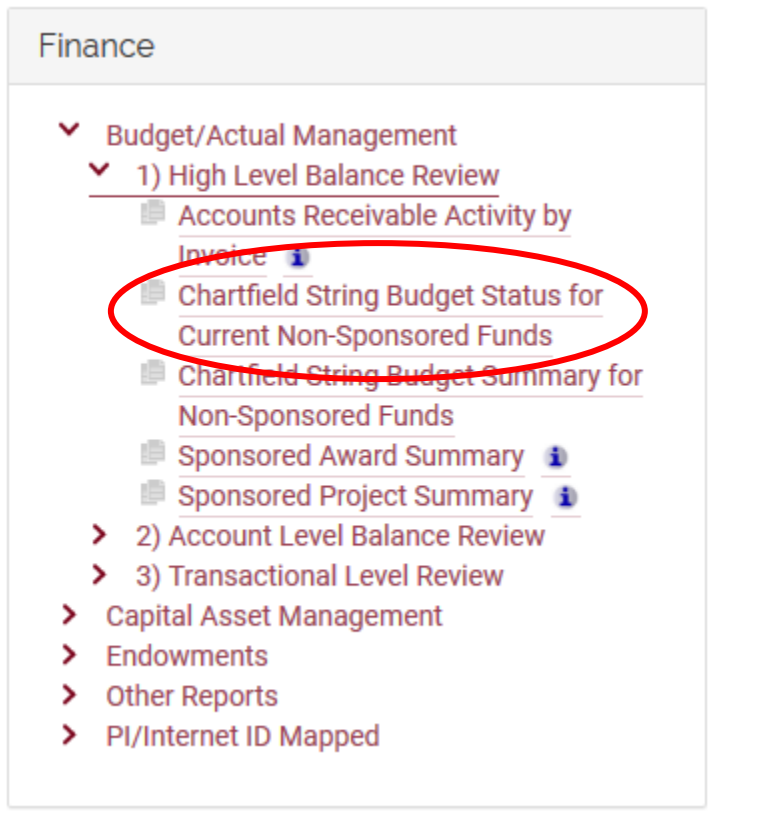 Finance
Budget/Actual Management
1) High Level Balance Review
Accounts Receivable Activity by
Invoice
Chartfield String Budget Status for
Current Non-Sponsored Funds
Chartfield String Budget Summary for
Non-Sponsored Funds
Sponsored Award Summary
Sponsored Project Summary
2) Account Level Balance Review
3) Transactional Level Review
Capital Asset Management
Endowments
Other Reports
PI/Internet ID Mapped